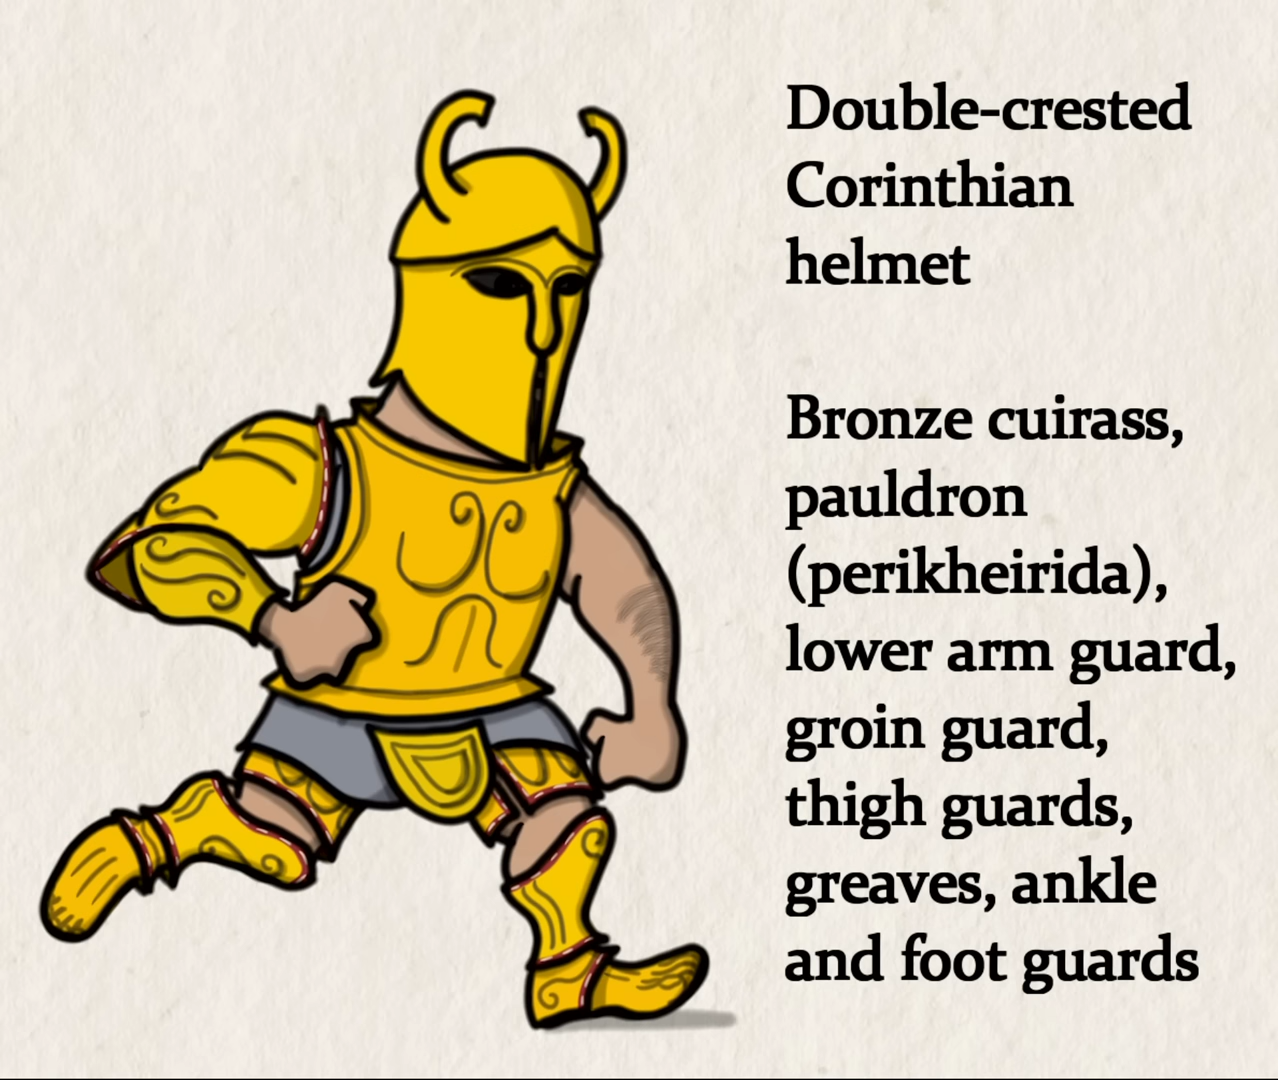 Double-crested
Corinthian
helmet
Bronze cuirass,
pauldron
(perikheirida),
lower arm guard,
groin guard,
thigh guards,
greaves, ankle
and foot guards